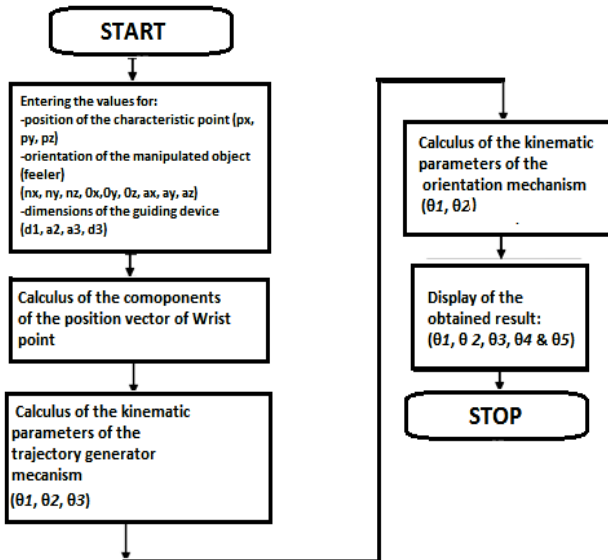 START
Entering the values for:
-position of the characteristic point (px,
py, pz)
-orientation of the manipulated object
(feeler)
(nx, ny, nz, 0x,0y, 0z, ax, ay, az)
-dimensions of the guiding device
(d1, a2, a3, d3)
Calculus of the comoponents
of the position vector of Wrist
point
Calculus of the kinematic
parameters of the
trajectory generator
mecanism
(θ1, θ2, θ3)
Calculus of the kinematic
parameters of the
orientation mechanism
(θ1, θ2)
Display of the
obtained result:
(θ1, θ 2, θ3, θ4 & θ5)
STOP